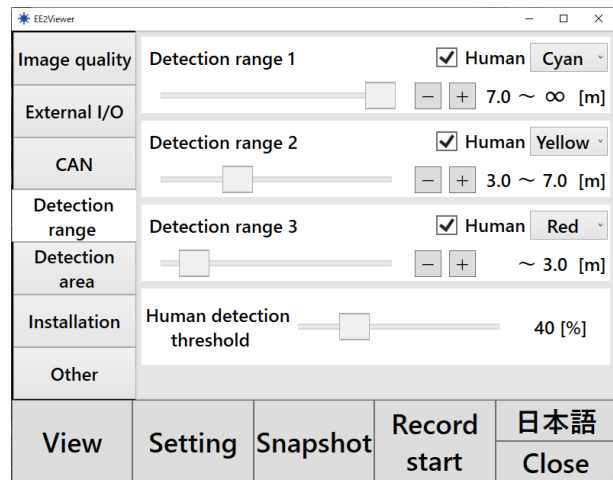 EE2Viewer
Image quality
External I/O
CAN
Detection
range
Detection
area
Installation
Other
Detection range 1
Human
Cyan
− + 7.0 ～ ∞ [m]
Detection range 2
Human
Yellow
− + 3.0 ～ 7.0 [m]
Detection range 3
Human
Red
− + ～ 3.0 [m]
Human detection
threshold
40 [%]
View
Setting
Snapshot
Record
start
日本語
Close